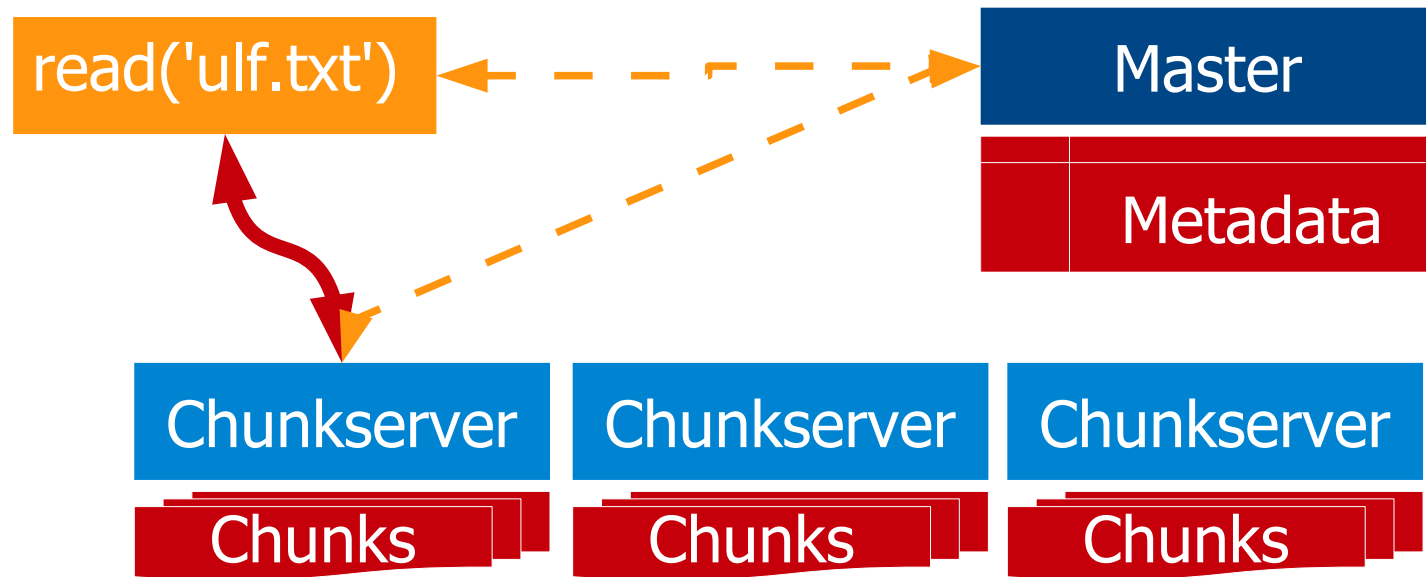 read('ulf.txt')
Master
Metadata
Chunkserver
Chunkserver
Chunkserver
Chunks
Chunks
Chunks